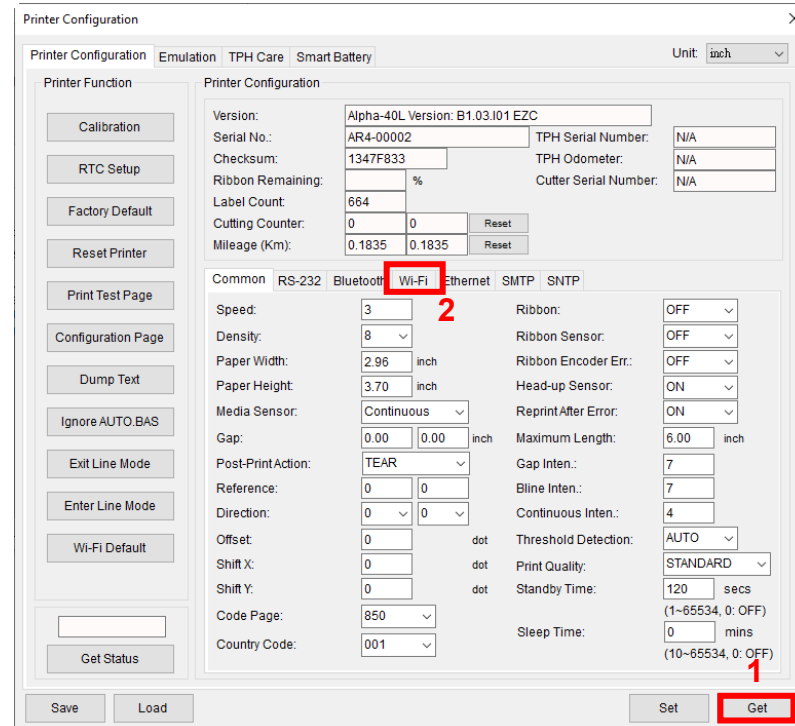 Printer Configuration
Printer Configuration Emulation TPH Care Smart Battery Unit: inch
Printer Function
Calibration
RTC Setup
Factory Default
Reset Printer
Print Test Page
Configuration Page
Dump Text
Ignore AUTO.BAS
Exit Line Mode
Enter Line Mode
Wi-Fi Default
Get Status
Printer Configuration
Version: Alpha-40L Version: B1.03.I01 EZC
Serial No.: AR4-00002 TPH Serial Number: N/A
Checksum: 1347F833 TPH Odometer: N/A
Ribbon Remaining: % Cutter Serial Number: N/A
Label Count: 664
Cutting Counter: 0 0 Reset
Mileage (Km): 0.1835 0.1835 Reset
Common RS-232 Bluetooth Wi-Fi Ethernet SMTP SNTP
2
Speed: 3 Ribbon: OFF
Density: 8 Ribbon Sensor: OFF
Paper Width: 2.96 inch Ribbon Encoder Err.: OFF
Paper Height: 3.70 inch Head-up Sensor: ON
Media Sensor: Continuous Reprint After Error: ON
Gap: 0.00 0.00 inch Maximum Length: 6.00 inch
Post-Print Action: TEAR Gap Inten.: 7
Reference: 0 0 Bline Inten.: 7
Direction: 0 0 Continuous Inten.: 4
Offset: 0 dot Threshold Detection: AUTO
Shift X: 0 dot Print Quality: STANDARD
Shift Y: 0 dot Standby Time: 120 secs
(1~65534, 0: OFF)
Code Page: 850
Sleep Time: 0 mins
Country Code: 001
(10~65534, 0: OFF)
1
Save Load Set Get